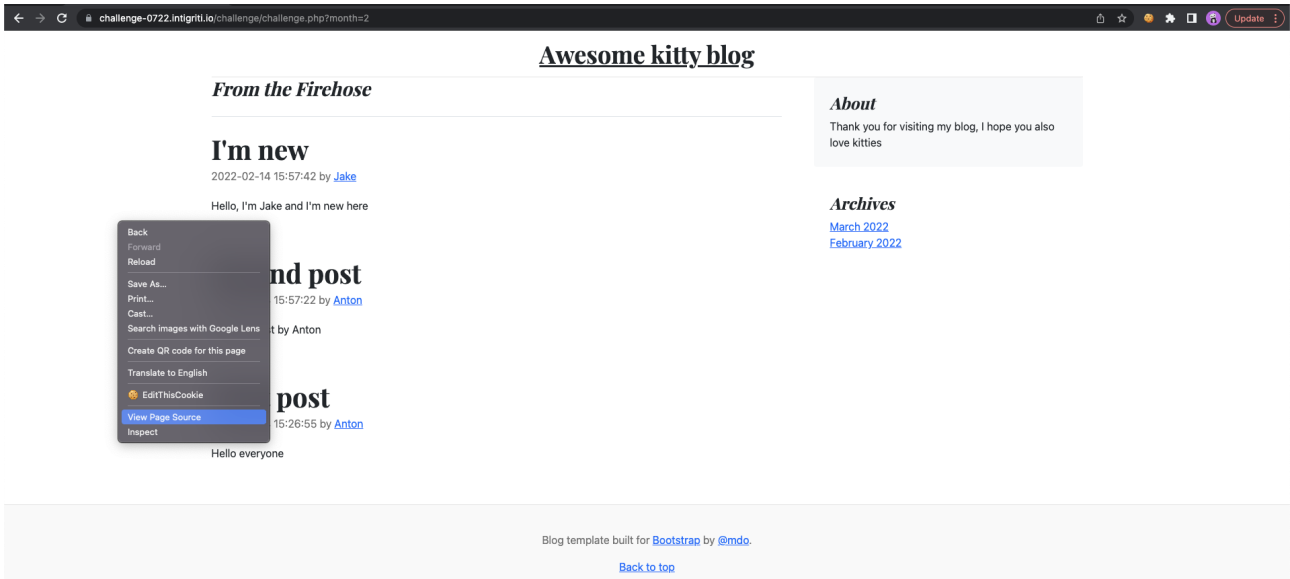 challenge-0722.intigriti.io/challenge/challenge.php?month=2
Update
Awesome kitty blog
From the Firehose
I'm new
2022-02-14 15:57:42 by Jake
Hello, I'm Jake and I'm new here
nd post
15:57:22 by Anton
t by Anton
post
15:26:55 by Anton
Hello everyone
Back
Forward
Reload
Save As...
Print...
Cast...
Search images with Google Lens
Create QR code for this page
Translate to English
EditThisCookie
View Page Source
Inspect
About
Thank you for visiting my blog, I hope you also
love kitties
Archives
March 2022
February 2022
Blog template built for Bootstrap by @mdo.
Back to top